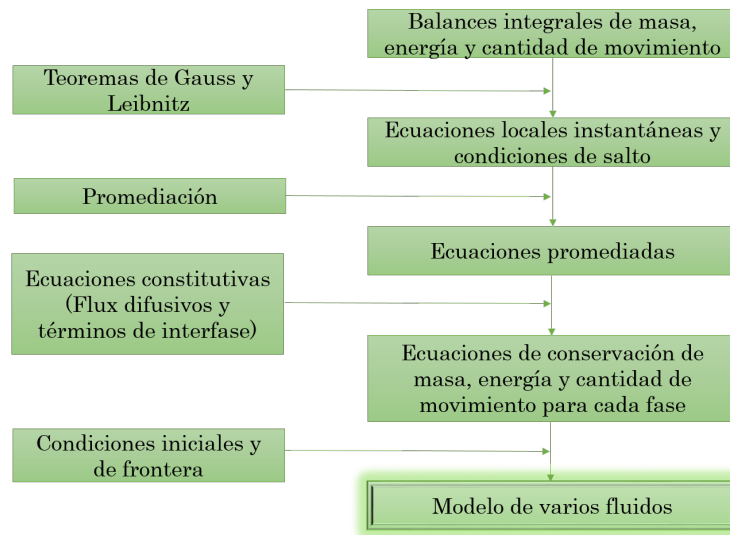 Balances integrales de masa,
energía y cantidad de movimiento
Teoremas de Gauss y
Leibnitz
Ecuaciones locales instantáneas y
condiciones de salto
Promediación
Ecuaciones promediadas
Ecuaciones constitutivas
(Flux difusivos y
términos de interfase)
Ecuaciones de conservación de
masa, energía y cantidad de
movimiento para cada fase
Condiciones iniciales y
de frontera
Modelo de varios fluidos